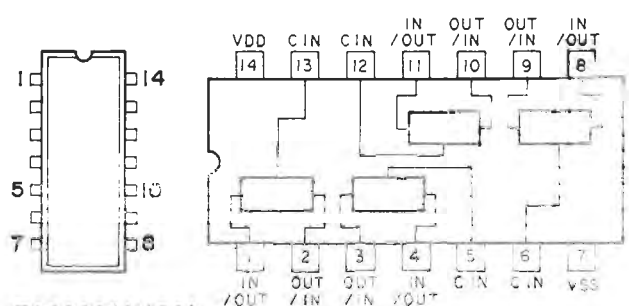 IN OUT OUT IN
VDD C IN C IN /OUT /IN /IN /OUT
14 13 12 11 10 9 8
1 14
5 10
7 8
1 2 3 4 5 6 7
IN OUT OUT IN C IN C IN VSS
/OUT /IN /IN /OUT